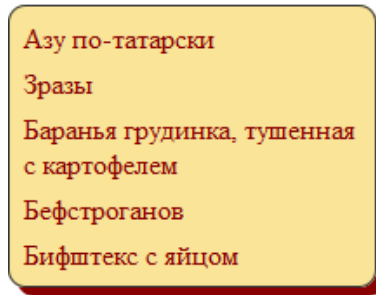 Азу по-татарски
Зразы
Баранья грудинка, тушенная
с картофелем
Бефстроганов
Бифштекс с яйцом